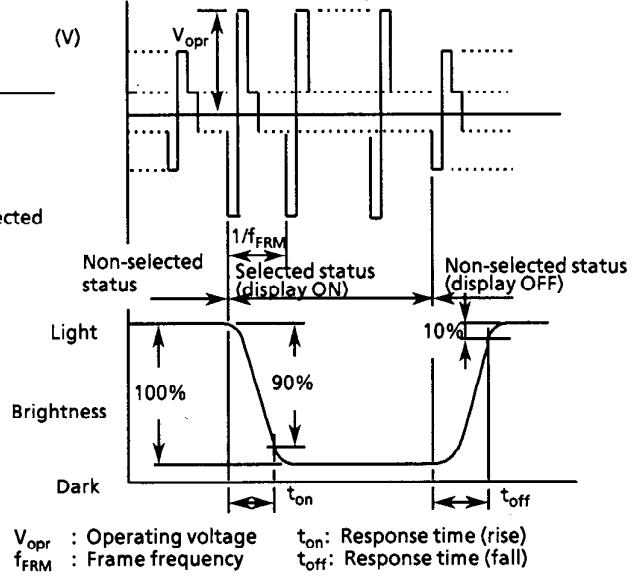 (V)
Vopr
ected
1/fFRM
Non-selected
status
Selected status
(display ON)
Non-selected status
(display OFF)
Light
10%
100%
90%
Brightness
Dark
ton
toff
Vopr : Operating voltage
ton: Response time (rise)
fFRM : Frame frequency
toff: Response time (fall)